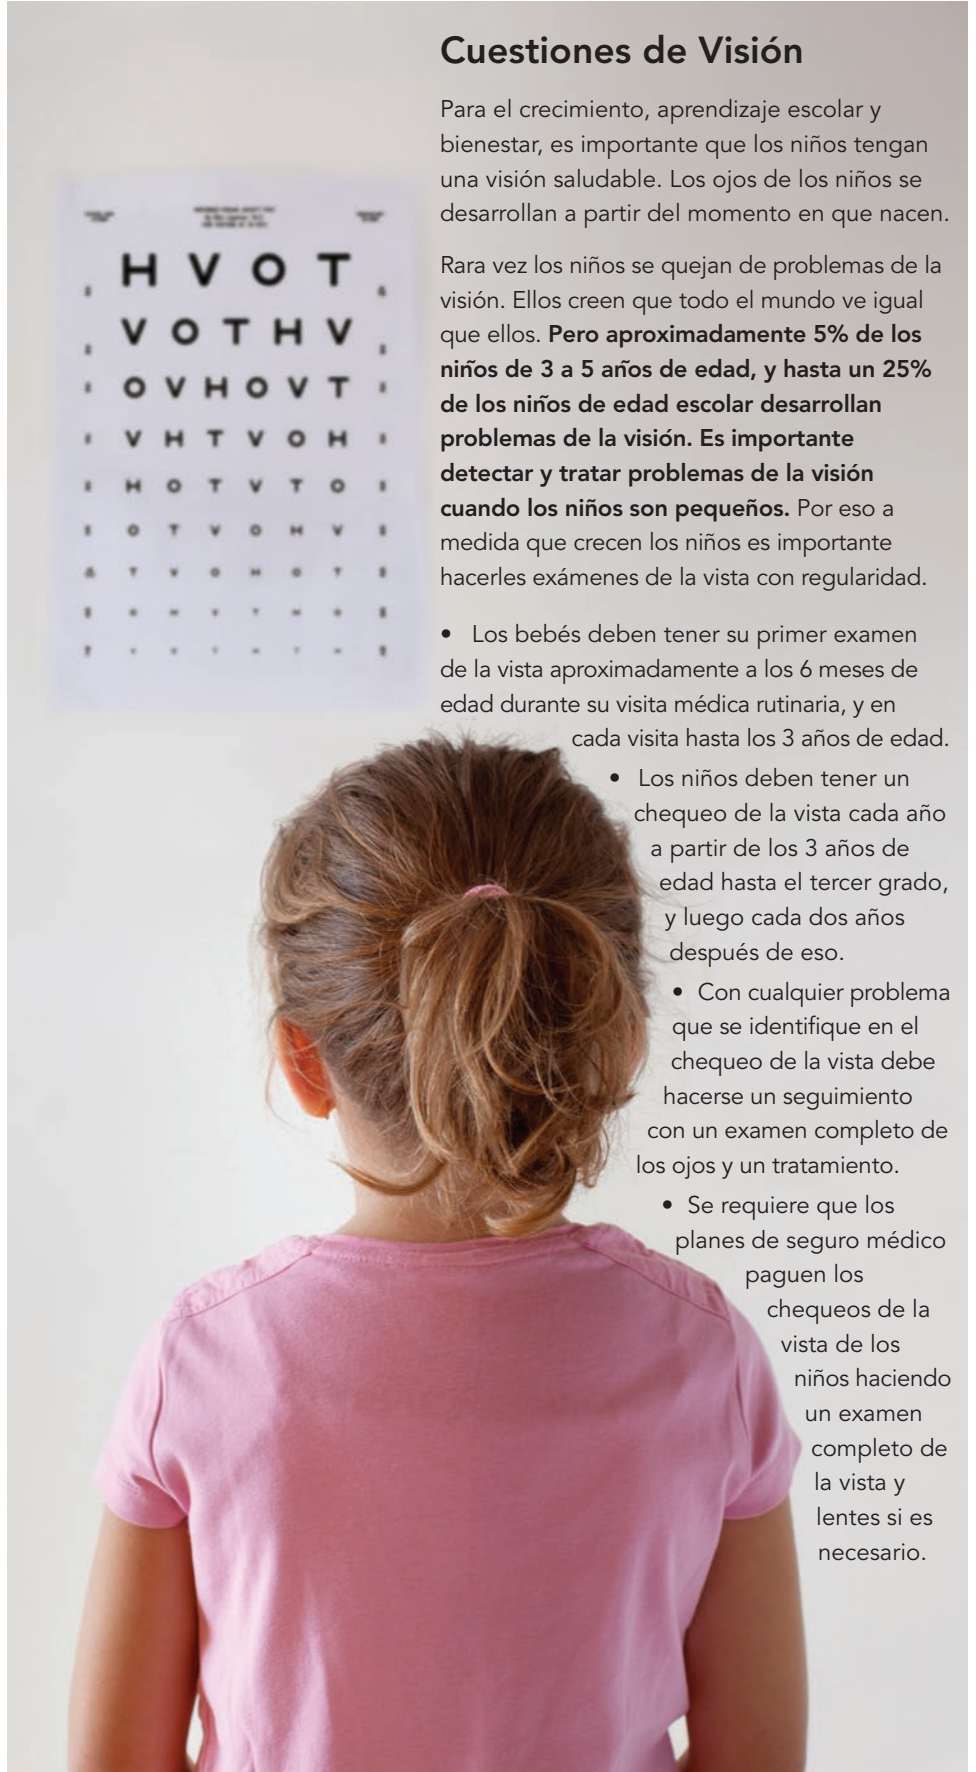 Cuestiones de Visión
Para el crecimiento, aprendizaje escolar y
bienestar, es importante que los niños tengan
una visión saludable. Los ojos de los niños se
desarrollan a partir del momento en que nacen.
Rara vez los niños se quejan de problemas de la
visión. Ellos creen que todo el mundo ve igual
que ellos. Pero aproximadamente 5% de los
niños de 3 a 5 años de edad, y hasta un 25%
de los niños de edad escolar desarrollan
problemas de la visión. Es importante
detectar y tratar problemas de la visión
cuando los niños son pequeños. Por eso a
medida que crecen los niños es importante
hacerles exámenes de la vista con regularidad.
• Los bebés deben tener su primer examen
de la vista aproximadamente a los 6 meses de
edad durante su visita médica rutinaria, y en
cada visita hasta los 3 años de edad.
• Los niños deben tener un
chequeo de la vista cada año
a partir de los 3 años de
edad hasta el tercer grado,
y luego cada dos años
después de eso.
• Con cualquier problema
que se identifique en el
chequeo de la vista debe
hacerse un seguimiento
con un examen completo de
los ojos y un tratamiento.
• Se requiere que los
planes de seguro médico
paguen los
chequeos de la
vista de los
niños haciendo
un examen
completo de
la vista y
lentes si es
necesario.
H V O T
V O T H V
O V H O V T
V H T V O H
H O T V T O
O T V O H V
T V O H O T